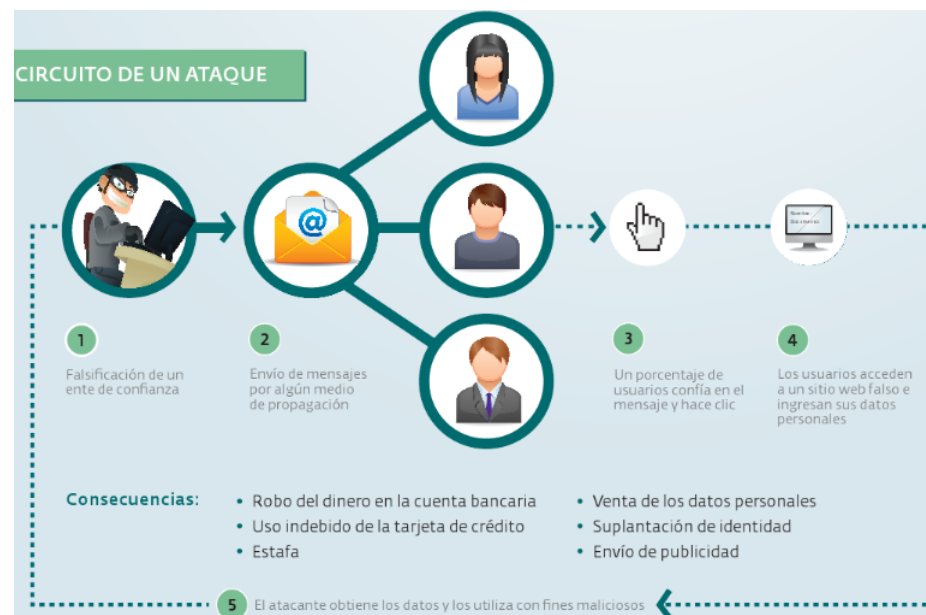 CIRCUITO DE UN ATAQUE
@
1
Falsificación de un
ente de confianza
2
Envío de mensajes
por algún medio
de propagación
3
Un porcentaje de
usuarios confía en el
mensaje y hace clic
4
Los usuarios acceden
a un sitio web falso e
ingresan sus datos
personales
Consecuencias:
• Robo del dinero en la cuenta bancaria
• Uso indebido de la tarjeta de crédito
• Estafa
• Venta de los datos personales
• Suplantación de identidad
• Envío de publicidad
5 El atacante obtiene los datos y los utiliza con fines maliciosos